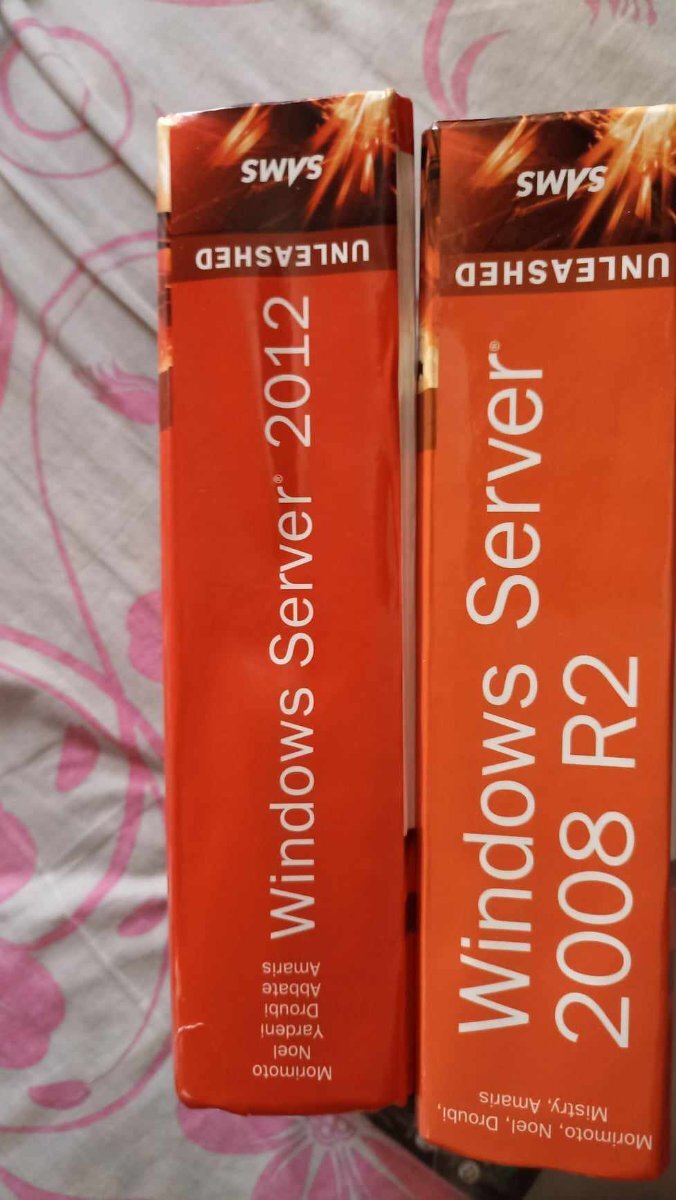 SAMS
UNLEASHED
Windows Server® 2012
Morimoto
Noel
Yardeni
Droubi
Abbate
Amaris
SAMS
UNLEASHED
Windows Server®
2008 R2
Morimoto, Noel, Droubi,
Mistry, Amaris